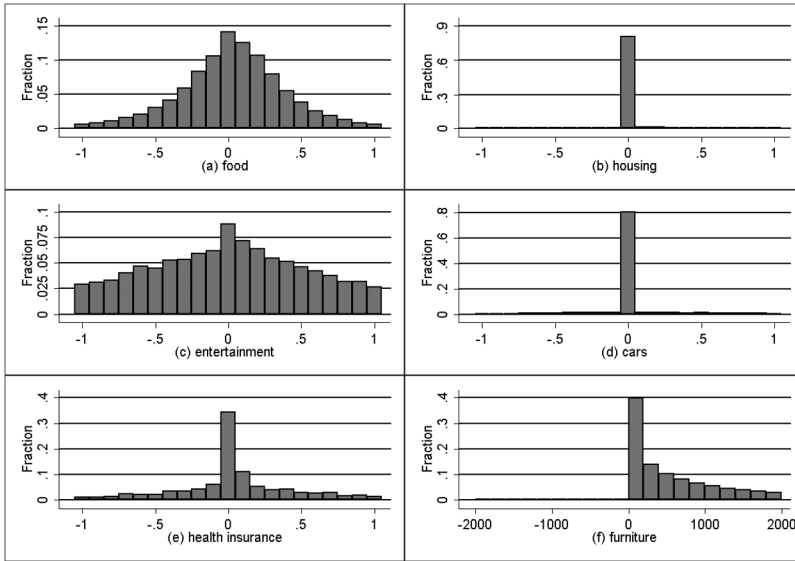 Fraction
0 .05 .1 .15
-1 -.5 0 .5 1
(a) food
Fraction
0 .3 .6 .9
-1 -.5 0 .5 1
(b) housing
Fraction
0 .025 .05 .075 .1
-1 -.5 0 .5 1
(c) entertainment
Fraction
0 .2 .4 .6 .8
-1 -.5 0 .5 1
(d) cars
Fraction
0 .1 .2 .3 .4
-1 -.5 0 .5 1
(e) health insurance
Fraction
0 .1 .2 .3 .4
-2000 -1000 0 1000 2000
(f) furniture